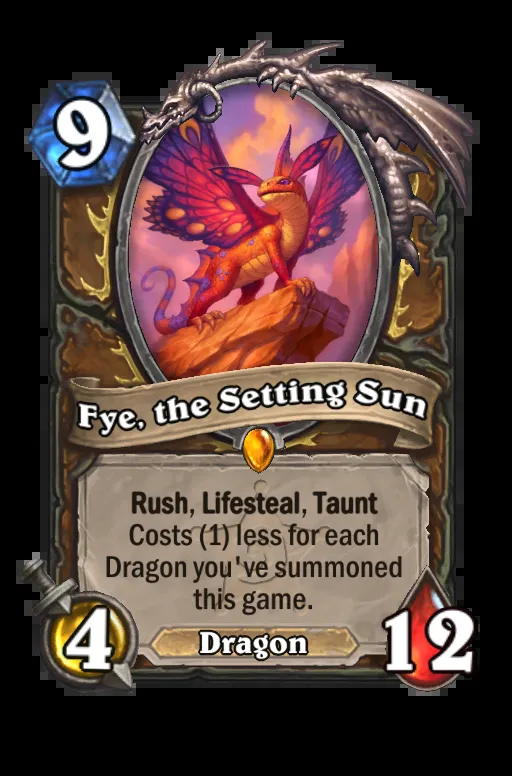 9
Fye, the Setting Sun
Rush, Lifesteal, Taunt
Costs (1) less for each
Dragon you've summoned
this game.
4
Dragon
12